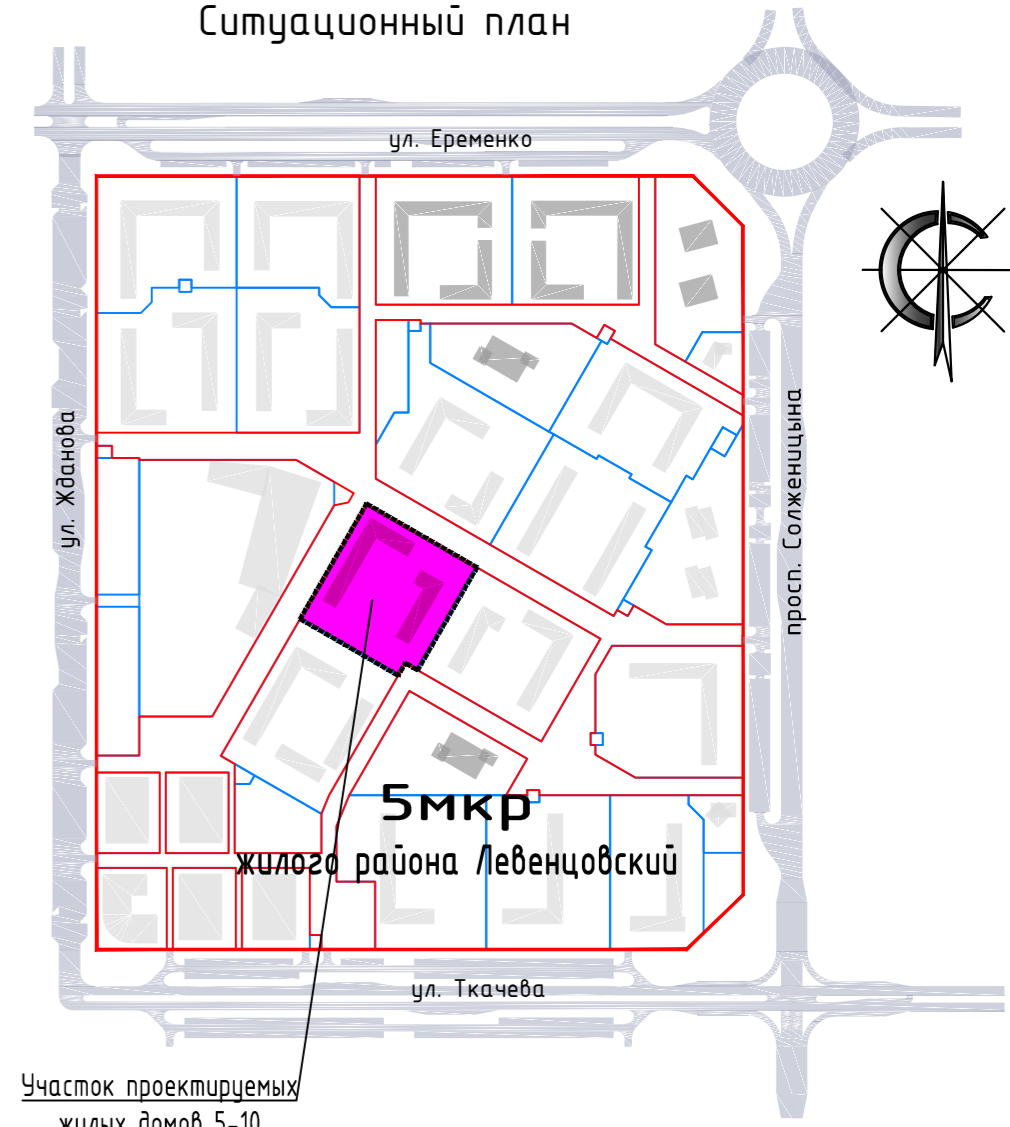 Ситуационный план
ул. Еременко
ул. Жданова
просп. Солженицына
5мкр
жилого района Левенцовский
ул. Ткачева
Участок проектируемых
жилых домов 5-10